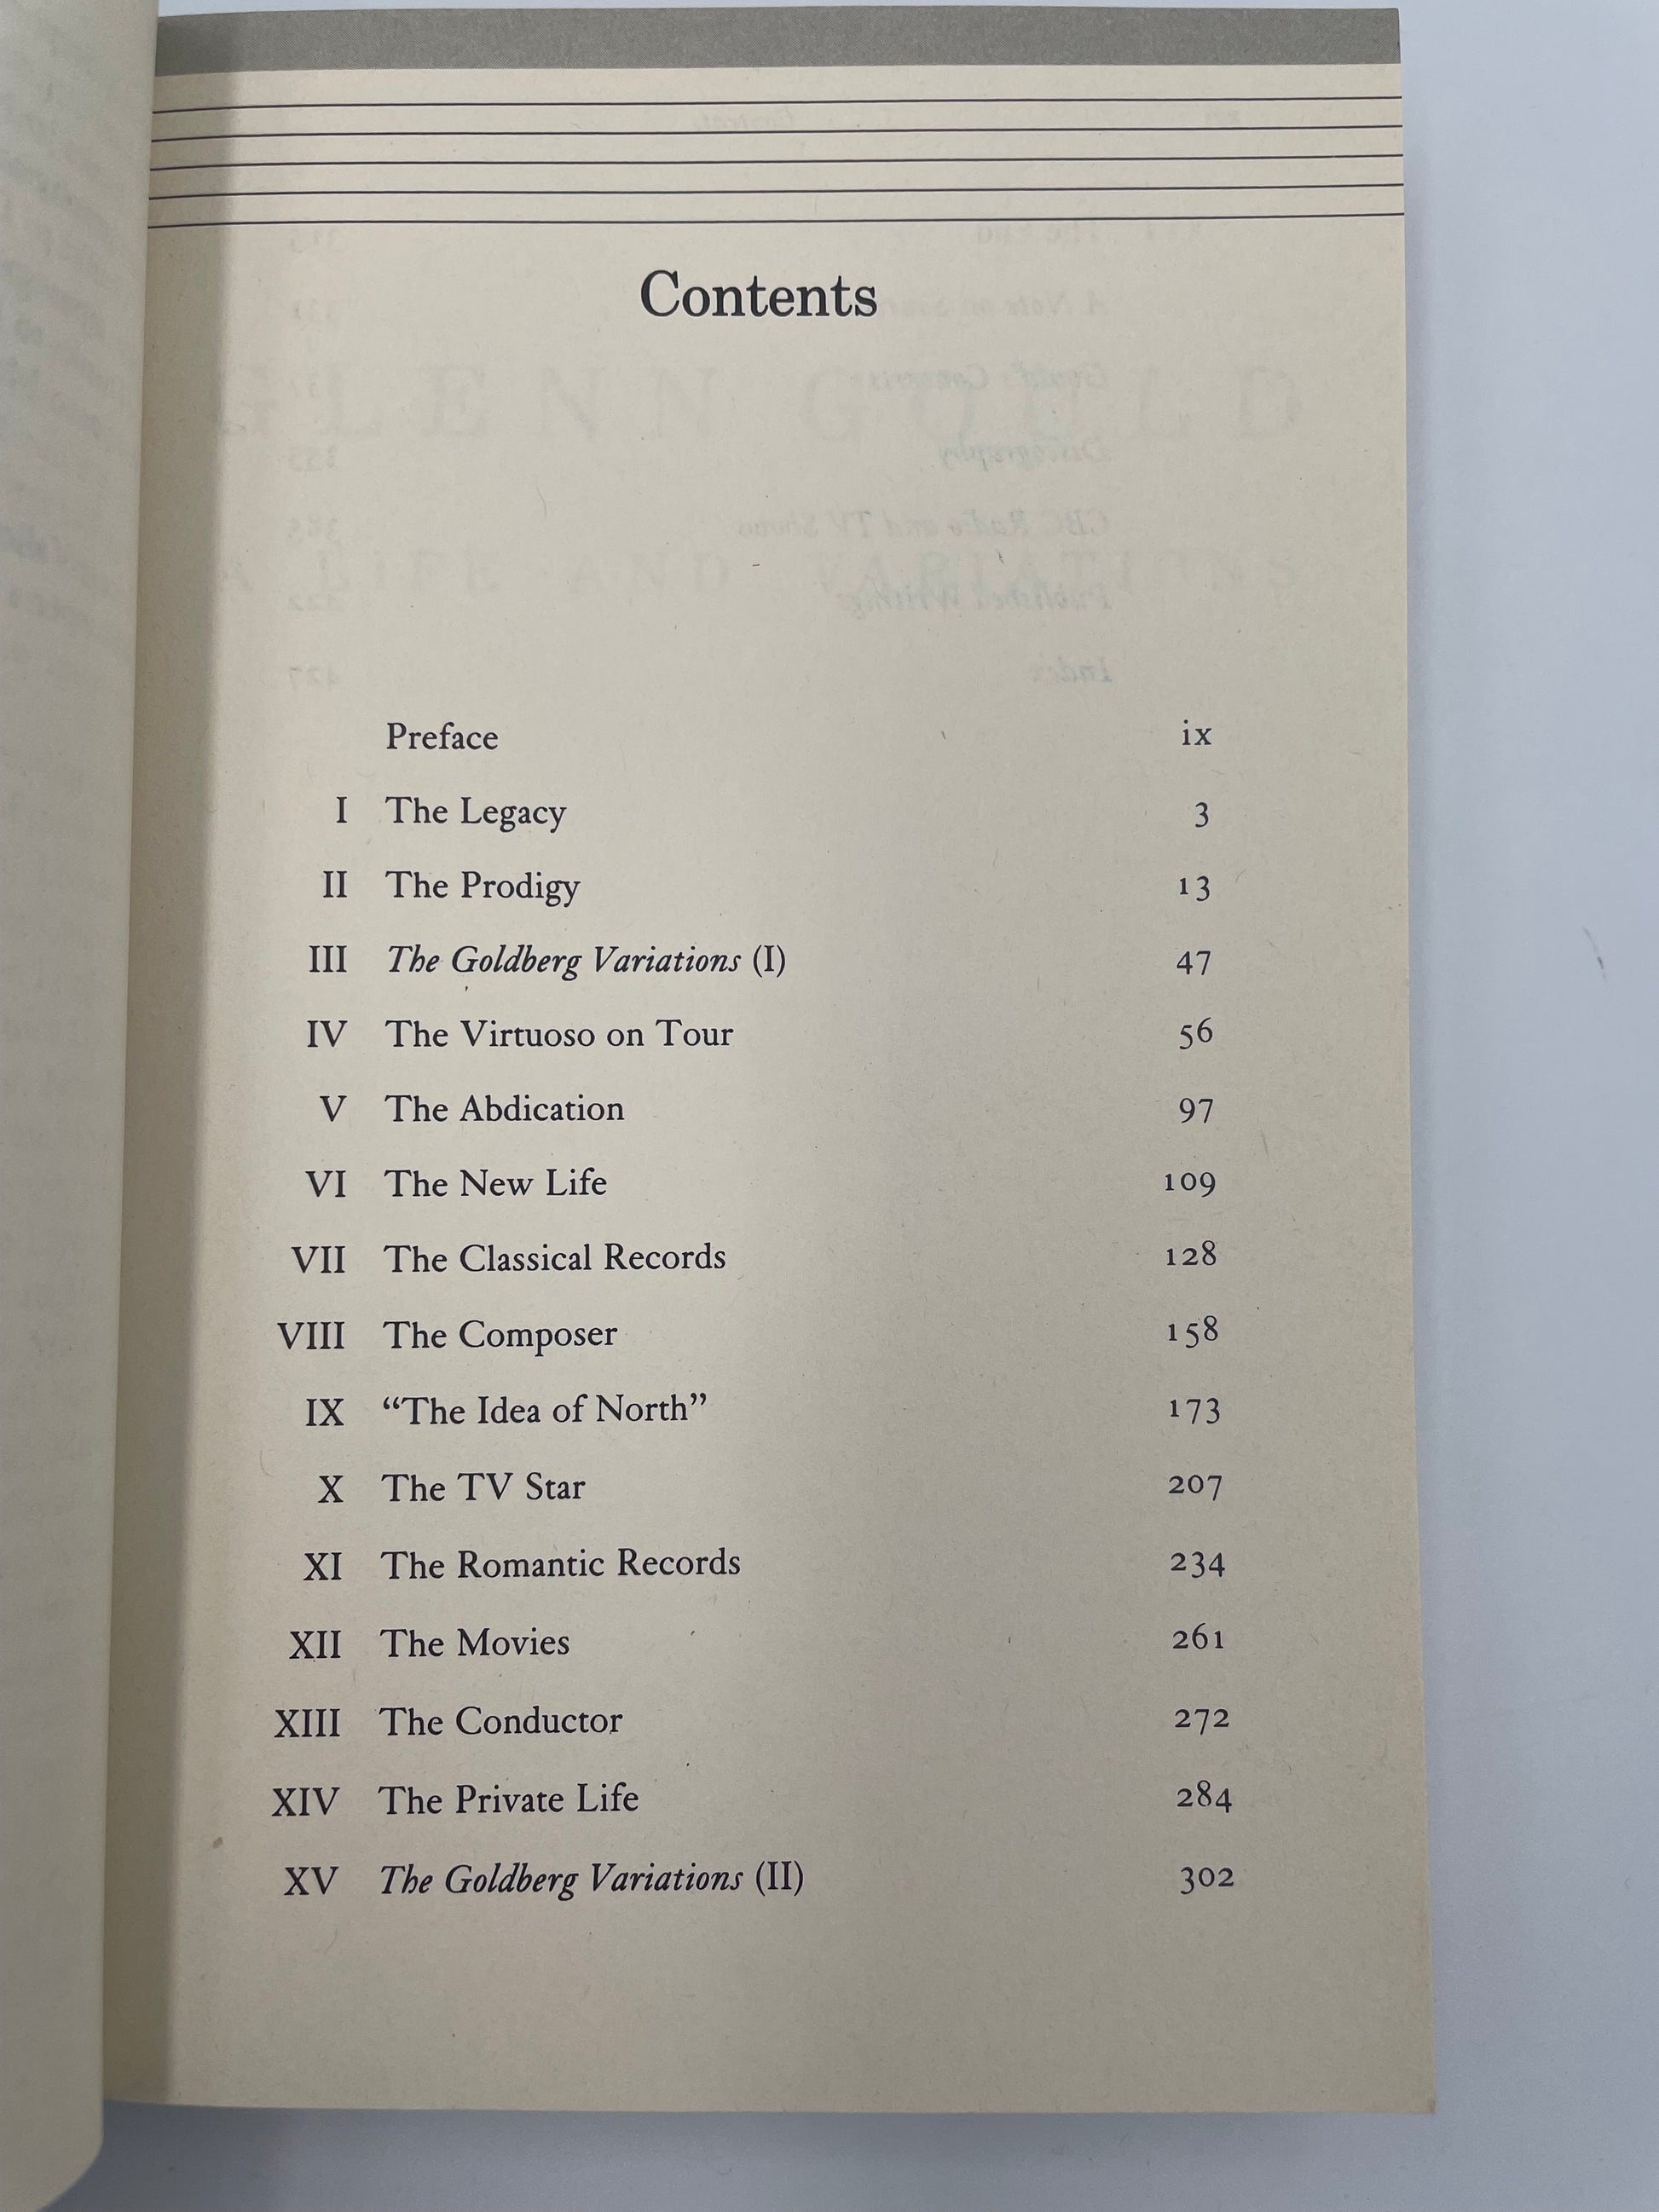 Contents
Preface ix
I The Legacy 3
II The Prodigy 13
III The Goldberg Variations (I) 47
IV The Virtuoso on Tour 56
V The Abdication 97
VI The New Life 109
VII The Classical Records 128
VIII The Composer 158
IX “The Idea of North” 173
X The TV Star 207
XI The Romantic Records 234
XII The Movies 261
XIII The Conductor 272
XIV The Private Life 284
XV The Goldberg Variations (II) 302